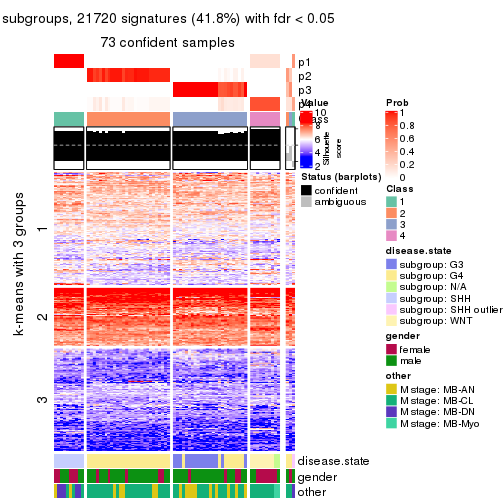 subgroups, 21720 signatures (41.8%) with fdr < 0.05
73 confident samples
p1
p2
p3
p4
Class
k-means with 3 groups
1
2
3
Value
10
8
6
4
2
Silhouette
score
Status (barplots)
confident
ambiguous
Prob
1
0.8
0.6
0.4
0.2
0
Class
1
2
3
4
disease.state
subgroup: G3
subgroup: G4
subgroup: N/A
subgroup: SHH
subgroup: SHH outlier
subgroup: WNT
gender
female
male
other
M stage: MB-AN
M stage: MB-CL
M stage: MB-DN
M stage: MB-Myo
disease.state
gender
other